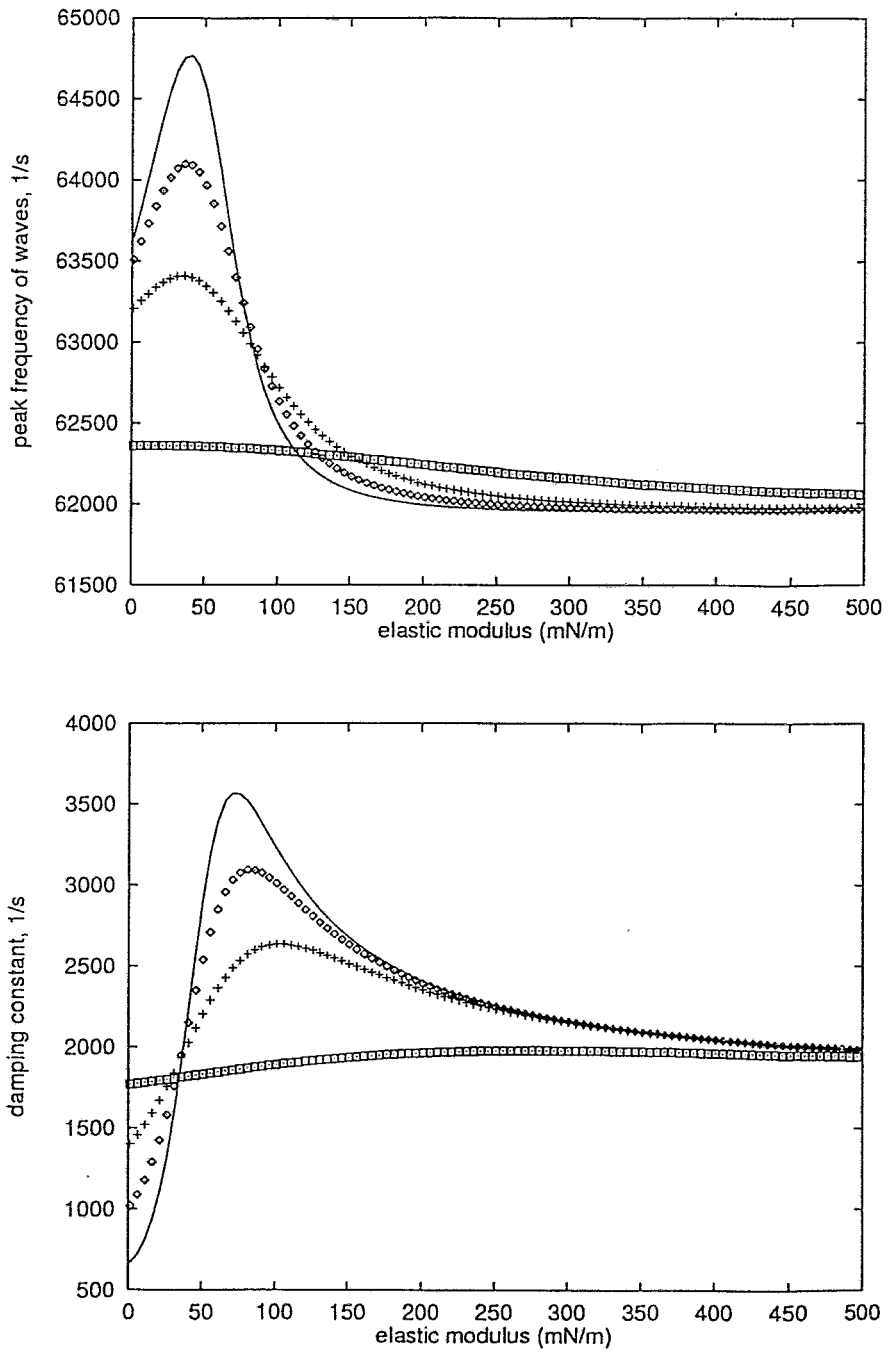 65000
64500
64000
63500
63000
62500
62000
61500
peak frequency of waves, 1/s
0 50 100 150 200 250 300 350 400 450 500
elastic modulus (mN/m)
4000
3500
3000
2500
2000
1500
1000
500
damping constant, 1/s
0 50 100 150 200 250 300 350 400 450 500
elastic modulus (mN/m)